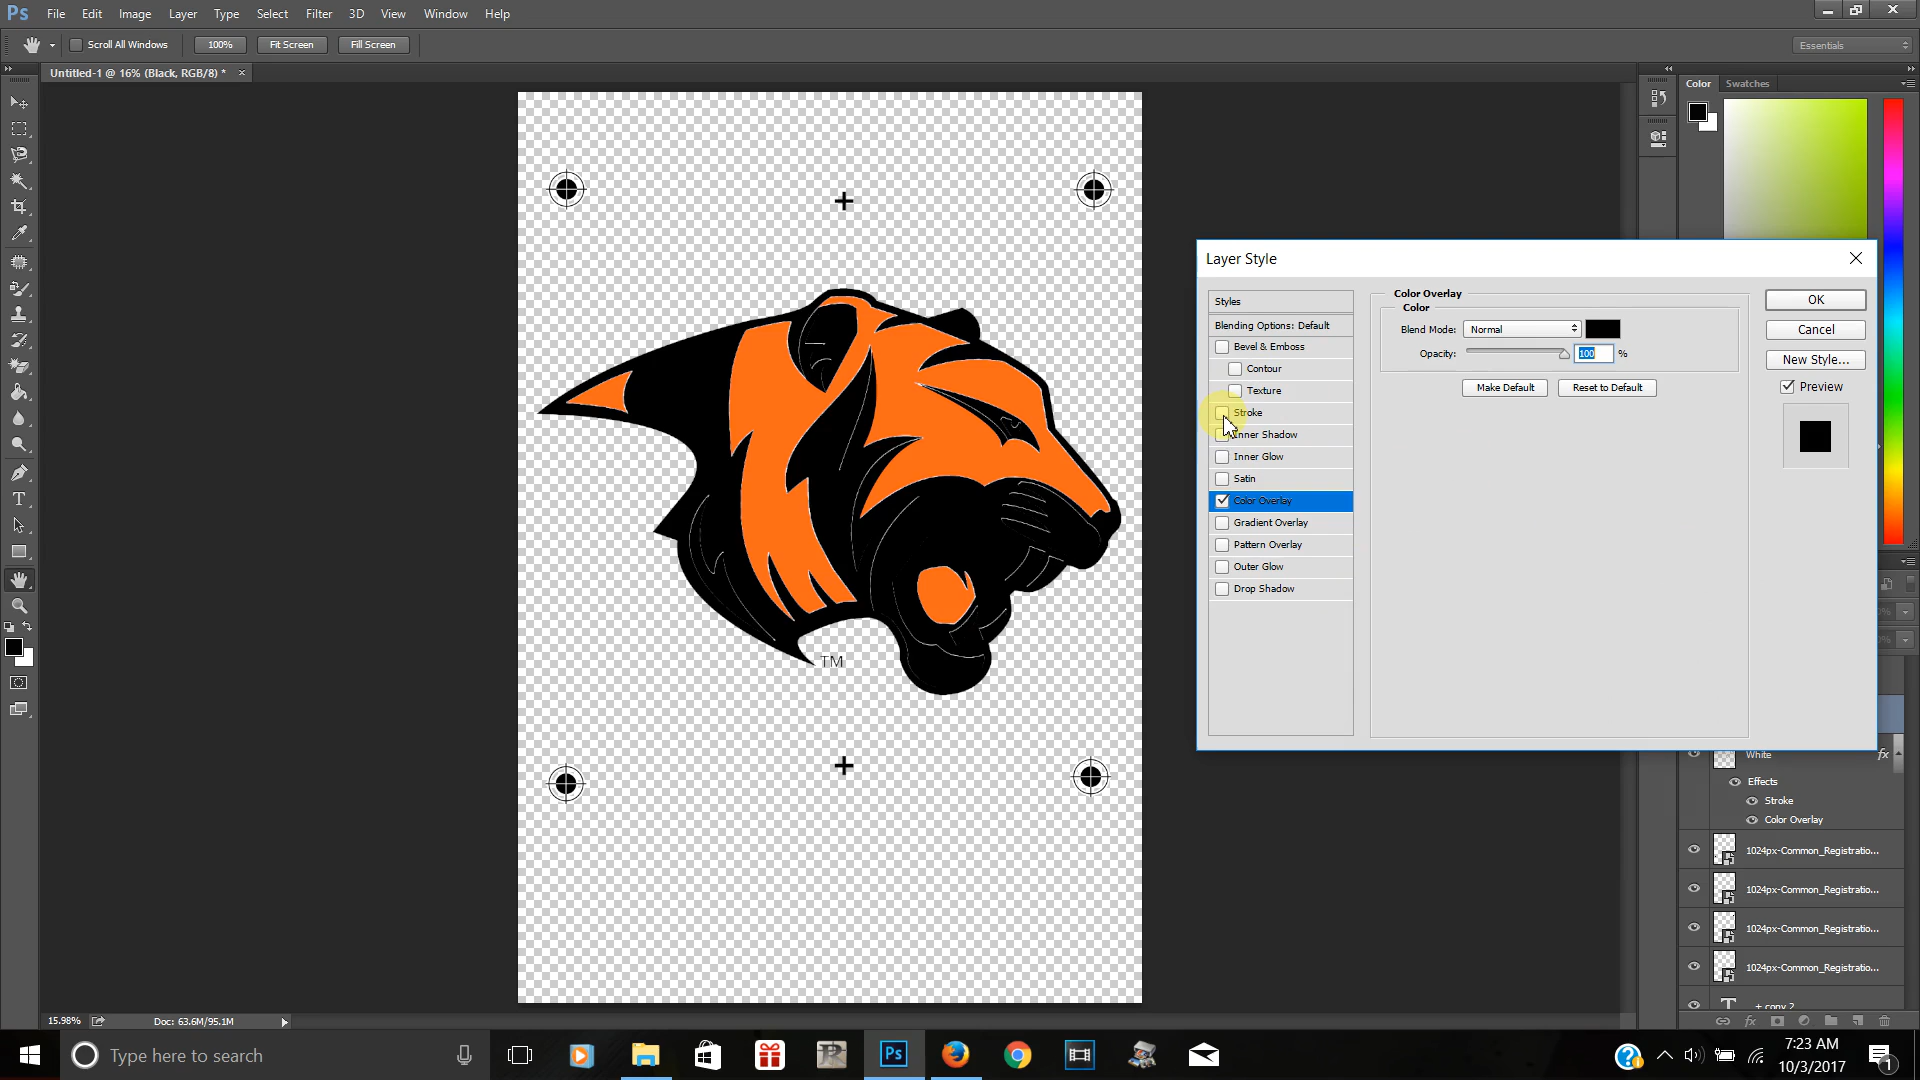 Ps File Edit Image Layer Type Select Filter 3D View Window Help
Scroll All Windows 100% Fit Screen Fill Screen Essentials
Untitled-1 @ 16% (Black, RGB/8) * ×
Color Swatches
Layer Style
Styles
Blending Options: Default
Bevel & Emboss
Contour
Texture
Stroke
Inner Shadow
Inner Glow
Satin
Color Overlay
Gradient Overlay
Pattern Overlay
Outer Glow
Drop Shadow
Color Overlay
Color
Blend Mode: Normal
Opacity: 100 %
Make Default Reset to Default
OK
Cancel
New Style...
Preview
TM
White fx
Effects
Stroke
Color Overlay
1024px-Common_Registratio...
1024px-Common_Registratio...
1024px-Common_Registratio...
1024px-Common_Registratio...
T + copy 2
15.98% Doc: 63.6M/95.1M
Type here to search
Ps
7:23 AM
10/3/2017
1